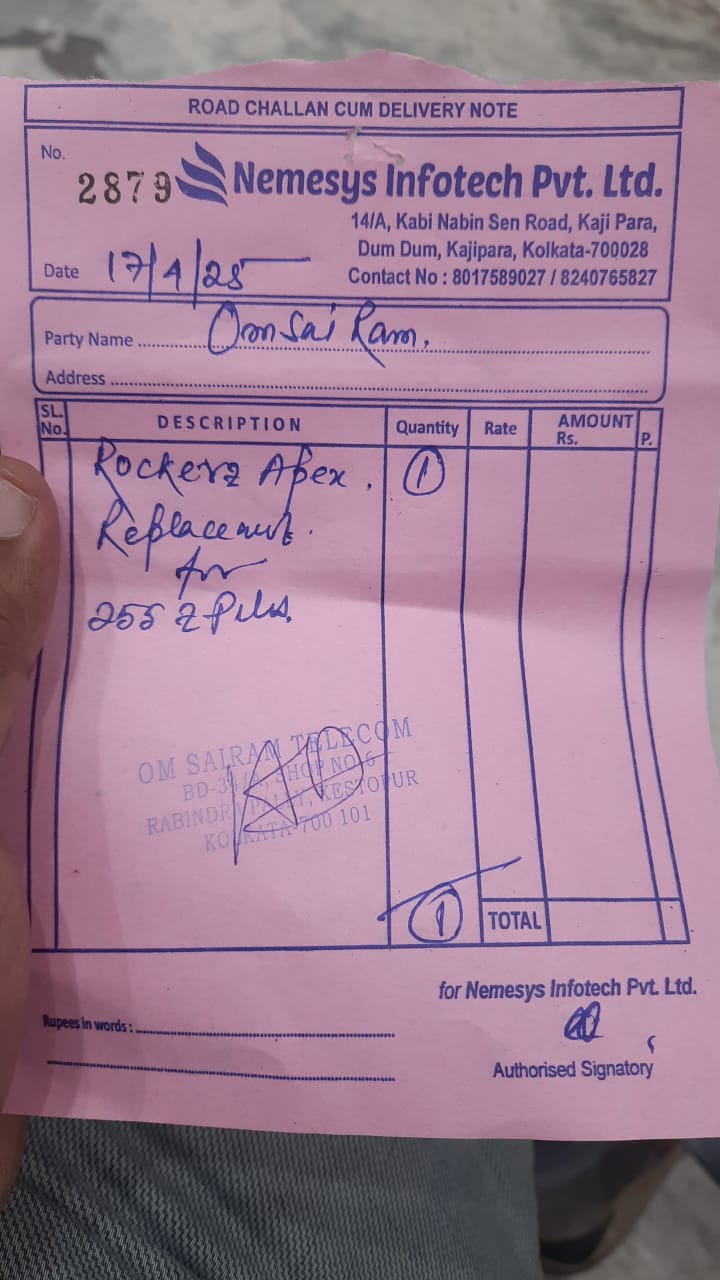 ROAD CHALLAN CUM DELIVERY NOTE
No. 2879
Nemesys Infotech Pvt. Ltd.
14/A, Kabi Nabin Sen Road, Kaji Para,
Dum Dum, Kajipara, Kolkata-700028
Contact No : 8017589027 / 8240765827
Date 17/4/25
Party Name Om Sai Ram.
Address
SL. No. DESCRIPTION Quantity Rate AMOUNT Rs. P.
Rockerz Apex. 1
Replacement.
for
255 Z Plus.
OM SAIRAM TELECOM
BD-34/A, SHOP NO. 6
RABINDRA PALLY, KESTOPUR
KOLKATA-700 101
1 TOTAL
for Nemesys Infotech Pvt. Ltd.
Rupees in words :
Authorised Signatory